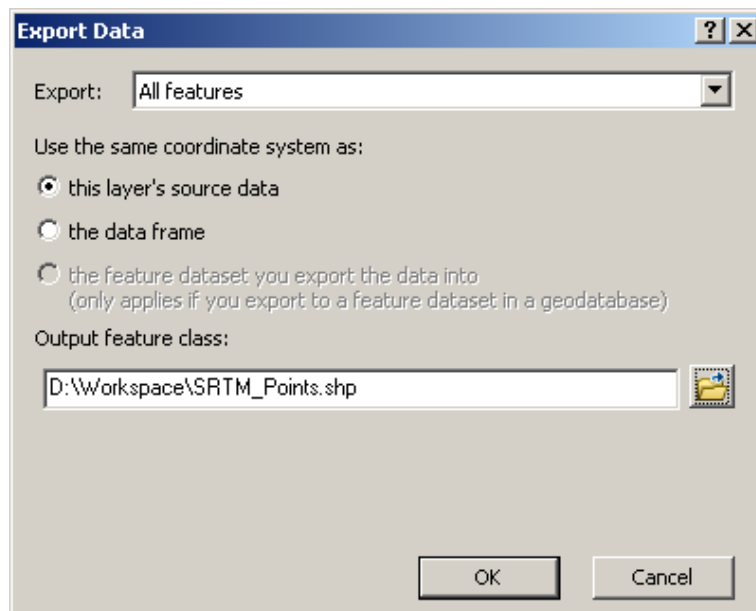 Export Data
Export: All features
Use the same coordinate system as:
this layer's source data
the data frame
the feature dataset you export the data into
(only applies if you export to a feature dataset in a geodatabase)
Output feature class:
D:\Workspace\SRTM_Points.shp
OK Cancel